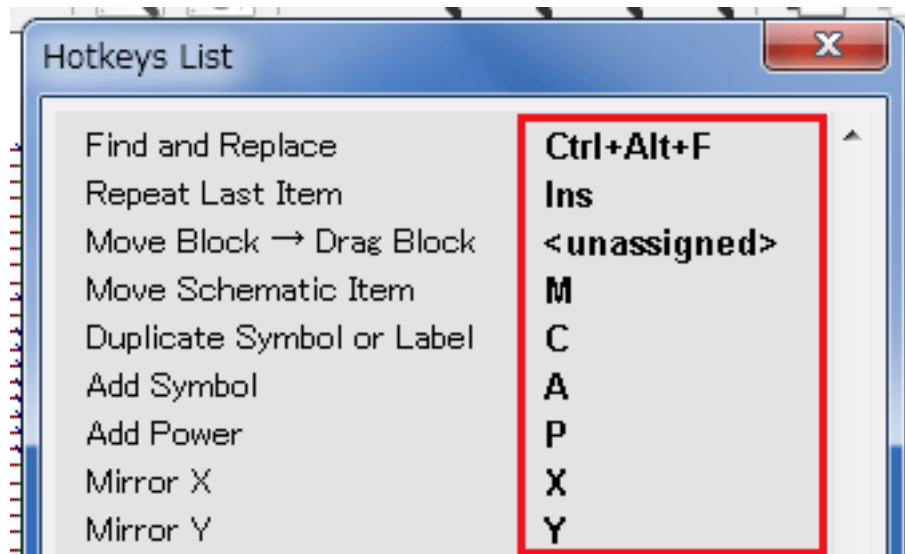 Hotkeys List
Find and Replace Ctrl+Alt+F
Repeat Last Item Ins
Move Block → Drag Block <unassigned>
Move Schematic Item M
Duplicate Symbol or Label C
Add Symbol A
Add Power P
Mirror X X
Mirror Y Y